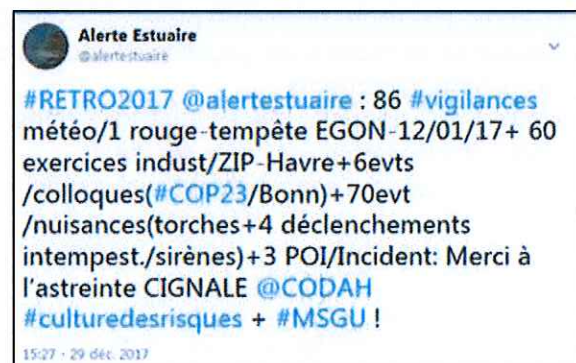 Alerte Estuaire
@alertestuaire
#RETRO2017 @alertestuaire : 86 #vigilances
météo/1 rouge-tempête EGON-12/01/17+ 60
exercices indust/ZIP-Havre+6evts
/colloques(#COP23/Bonn)+70evt
/nuisances(torches+4 déclenchements
intempest./sirènes)+3 POI/Incident: Merci à
l'astreinte CIGNALE @CODAH
#culturedesrisques + #MSGU !
15:27 - 29 déc. 2017